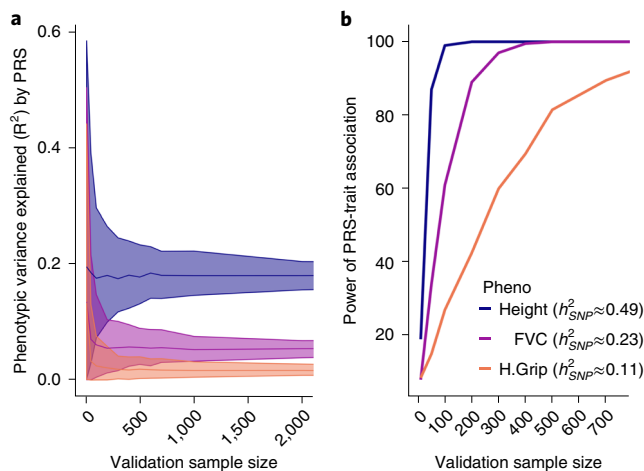 a
Phenotypic variance explained (R²) by PRS
0.6
0.4
0.2
0.0
0
500
1,000
1,500
2,000
Validation sample size
b
Power of PRS-trait association
100
80
60
40
20
0
100
200
300
400
500
600
700
Validation sample size
Pheno
Height (h²SNP≈0.49)
FVC (h²SNP≈0.23)
H.Grip (h²SNP≈0.11)